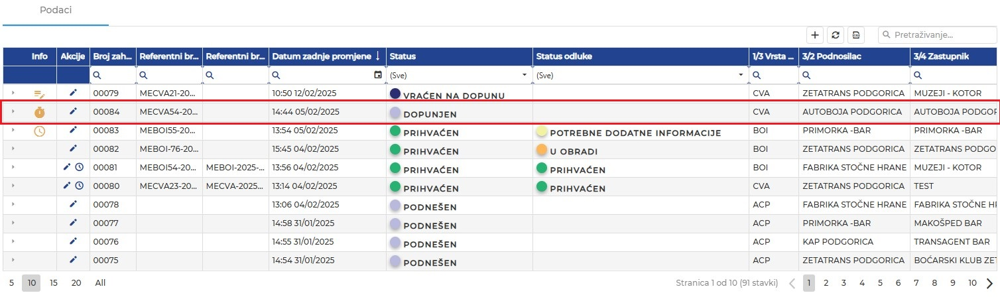 Podaci
Pretraživanje...
Info Akcije Broj zah... Referentni br... Referentni br... Datum zadnje promjene ↓ Status Status odluke 1/3 Vrsta ... 3/2 Podnosilac 3/4 Zastupnik
(Sve) (Sve)
00079 MECVA21-20... 10:50 12/02/2025 VRAĆEN NA DOPUNU CVA ZETATRANS PODGORICA MUZEJI - KOTOR
00084 MECVA54-20... 14:44 05/02/2025 DOPUNJEN CVA AUTOBOJA PODGORICA AUTOBOJA PODGOR
00083 MEBOI55-20... 13:54 05/02/2025 PRIHVAĆEN POTREBNE DODATNE INFORMACIJE BOI PRIMORKA -BAR PRIMORKA -BAR
00082 MEBOI-76-20... 15:45 04/02/2025 PRIHVAĆEN U OBRADI BOI ZETATRANS PODGORICA ZETATRANS PODGO
00081 MEBOI54-20... MEBOI-2025-... 13:56 04/02/2025 PRIHVAĆEN PRIHVAĆEN BOI FABRIKA STOČNE HRANE MUZEJI - KOTOR
00080 MECVA23-20... MECVA-2025... 13:14 04/02/2025 PRIHVAĆEN PRIHVAĆEN CVA ZETATRANS PODGORICA TEST
00078 13:06 04/02/2025 PODNEŠEN ACP FABRIKA STOČNE HRANE FABRIKA STOČNE HI
00077 14:58 31/01/2025 PODNEŠEN ACP PRIMORKA -BAR MAKOŠPED BAR
00076 14:55 31/01/2025 PODNEŠEN ACP KAP PODGORICA TRANSAGENT BAR
00075 14:54 31/01/2025 PODNEŠEN ACP ZETATRANS PODGORICA BOĆARSKI KLUB ZET
5 10 15 20 All Stranica 1 od 10 (91 stavki) 1 2 3 4 5 6 7 8 9 10